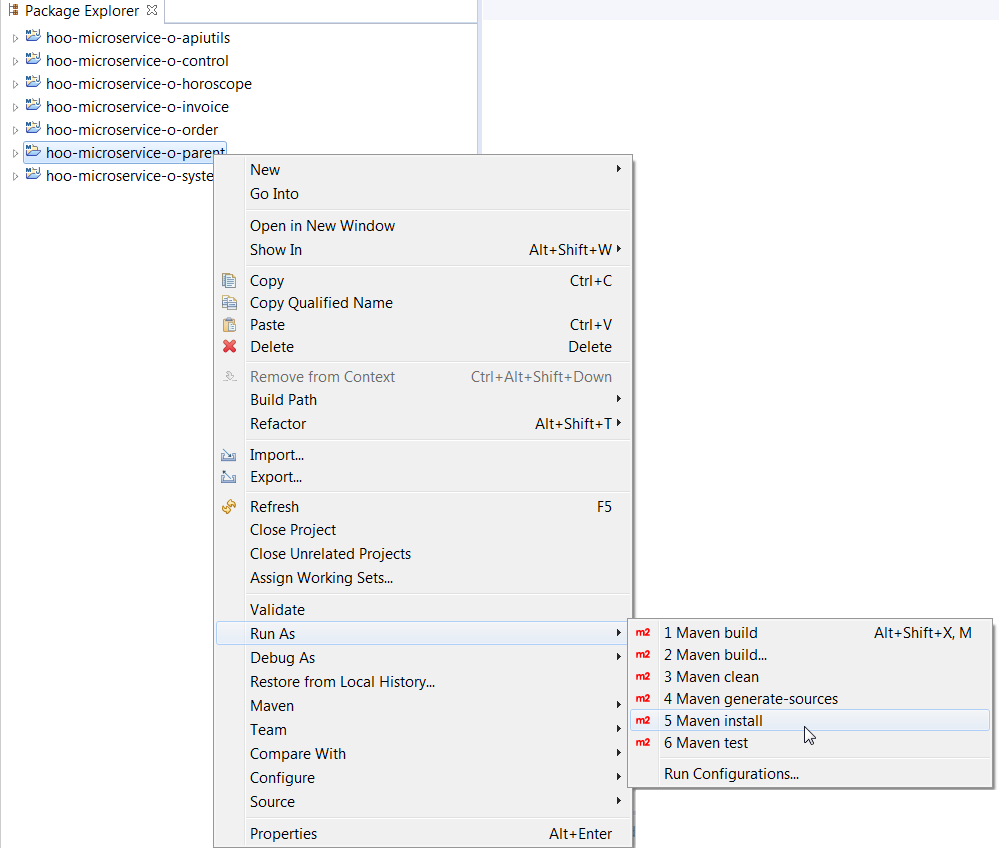 Package Explorer
hoo-microservice-o-apiutils
hoo-microservice-o-control
hoo-microservice-o-horoscope
hoo-microservice-o-invoice
hoo-microservice-o-order
hoo-microservice-o-parent
hoo-microservice-o-syste
New
Go Into
Open in New Window
Show In Alt+Shift+W
Copy Ctrl+C
Copy Qualified Name
Paste Ctrl+V
Delete Delete
Remove from Context Ctrl+Alt+Shift+Down
Build Path
Refactor Alt+Shift+T
Import...
Export...
Refresh F5
Close Project
Close Unrelated Projects
Assign Working Sets...
Validate
Run As
Debug As
Restore from Local History...
Maven
Team
Compare With
Configure
Source
Properties Alt+Enter
m2 1 Maven build Alt+Shift+X, M
m2 2 Maven build...
m2 3 Maven clean
m2 4 Maven generate-sources
m2 5 Maven install
m2 6 Maven test
Run Configurations...